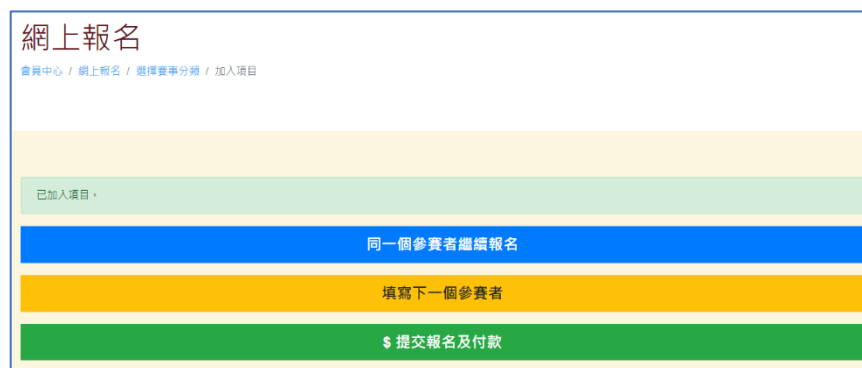 網上報名
會員中心 / 網上報名 / 選擇賽事分類 / 加入項目
已加入項目。
同一個參賽者繼續報名
填寫下一個參賽者
$ 提交報名及付款